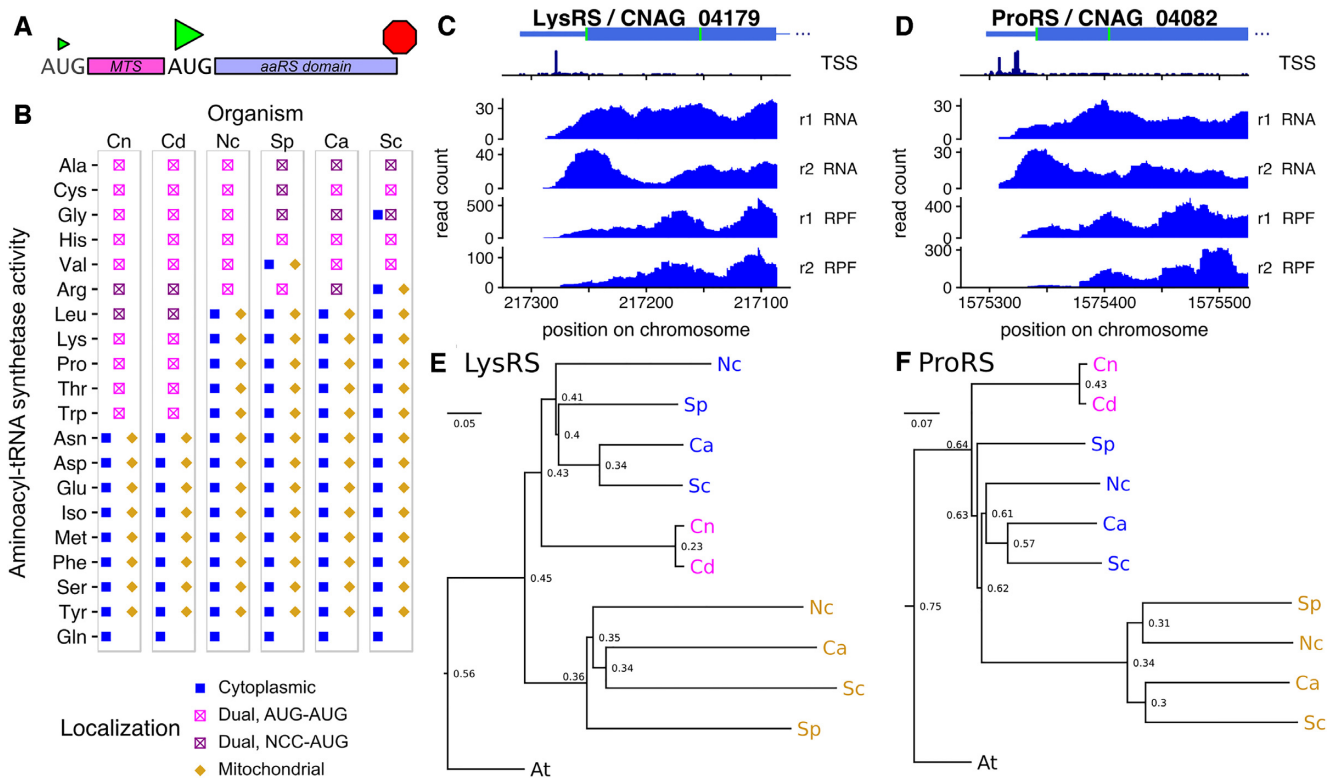 A
AUG MTS AUG aaRS domain
B
Organism
Cn Cd Nc Sp Ca Sc
Aminoacyl-tRNA synthetase activity
Ala
Cys
Gly
His
Val
Arg
Leu
Lys
Pro
Thr
Trp
Asn
Asp
Glu
Iso
Met
Phe
Ser
Tyr
Gln
Localization
Cytoplasmic
Dual, AUG-AUG
Dual, NCC-AUG
Mitochondrial
C
LysRS / CNAG_04179
...
TSS
read count
30
0
r1 RNA
40
0
r2 RNA
500
0
r1 RPF
100
0
r2 RPF
2173300 217200 217100
position on chromosome
D
ProRS / CNAG_04082
...
TSS
read count
30
0
r1 RNA
30
0
r2 RNA
400
0
r1 RPF
300
0
r2 RPF
1575300 1575400 1575500
position on chromosome
E LysRS
0.05
Nc
0.41
Sp
0.4
Ca
0.34
Sc
0.43
Cn
0.23
Cd
0.45
Nc
0.35
Ca
0.34
Sc
0.36
Sp
0.56
At
F ProRS
0.07
Cn
0.43
Cd
0.64
Sp
Nc
0.61
0.63
Ca
0.57
Sc
0.62
Sp
0.75
0.31
Nc
0.34
Ca
0.3
Sc
At